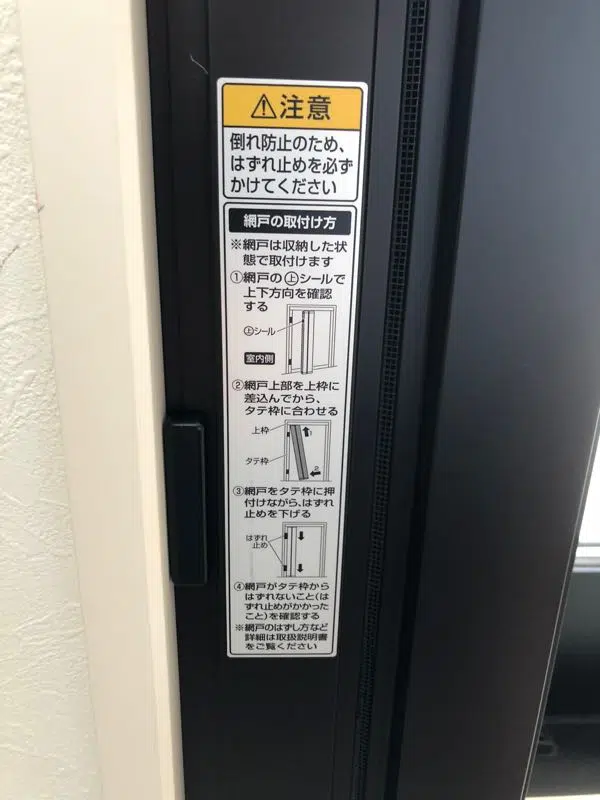 ⚠注意
倒れ防止のため、
はずれ止めを必ず
かけてください
網戸の取付け方
※網戸は収納した状
態で取付けます
①網戸の㊤シールで
上下方向を確認
する
㊤シール
室内側
②網戸上部を上枠に
差込んでから、
タテ枠に合わせる
上枠
1
タテ枠
2
③網戸をタテ枠に押
付けながら、はずれ
止めを下げる
はずれ
止め
④網戸がタテ枠から
はずれないこと(は
ずれ止めがかかった
こと)を確認する
※網戸のはずし方など
詳細は取扱説明書
をご覧ください